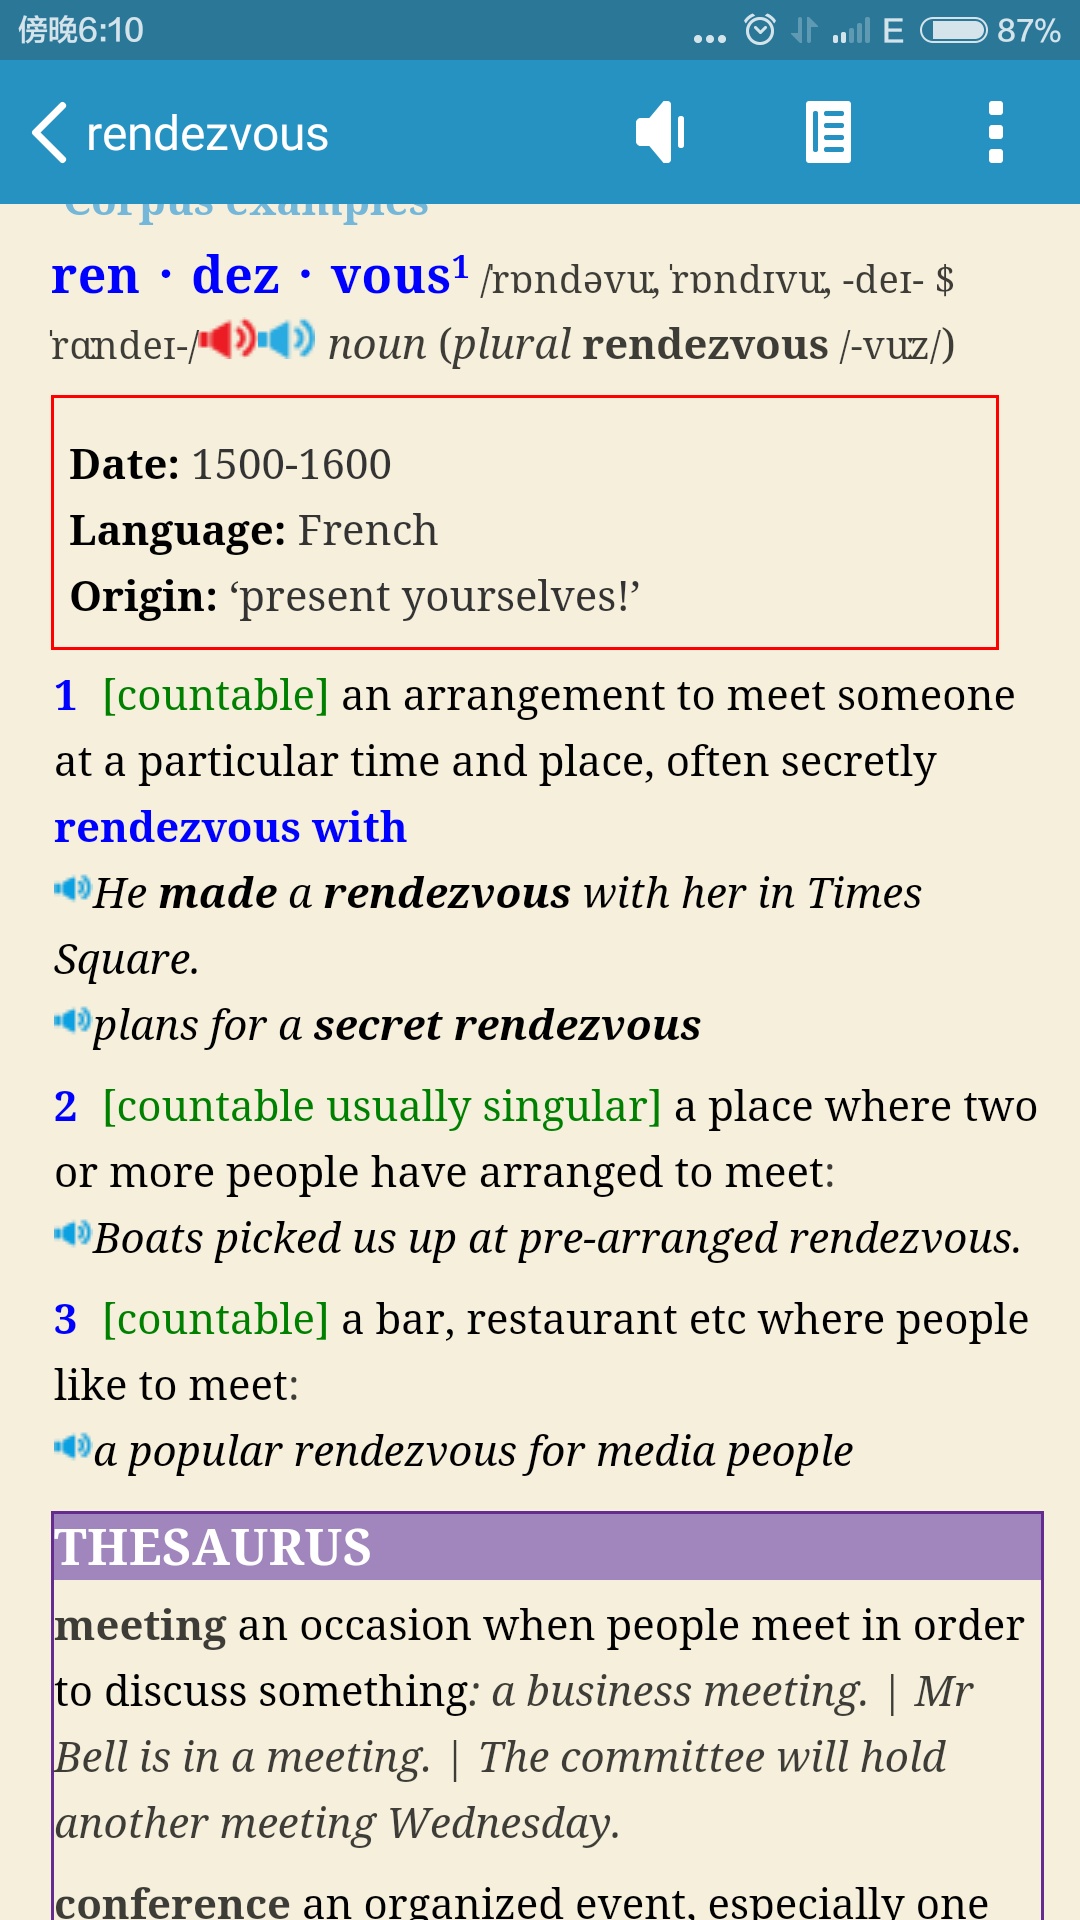 傍晚6:10 ... E 87%
rendezvous
Corpus examples
ren · dez · vous¹ /ˈrɒndəvuː, ˈrɒndɪvuː, -deɪ- $
ˈrɑːndeɪ-/ noun (plural rendezvous /-vuːz/)
Date: 1500-1600
Language: French
Origin: ‘present yourselves!’
1 [countable] an arrangement to meet someone
at a particular time and place, often secretly
rendezvous with
He made a rendezvous with her in Times
Square.
plans for a secret rendezvous
2 [countable usually singular] a place where two
or more people have arranged to meet:
Boats picked us up at pre-arranged rendezvous.
3 [countable] a bar, restaurant etc where people
like to meet:
a popular rendezvous for media people
THESAURUS
meeting an occasion when people meet in order
to discuss something: a business meeting. | Mr
Bell is in a meeting. | The committee will hold
another meeting Wednesday.
conference an organized event, especially one